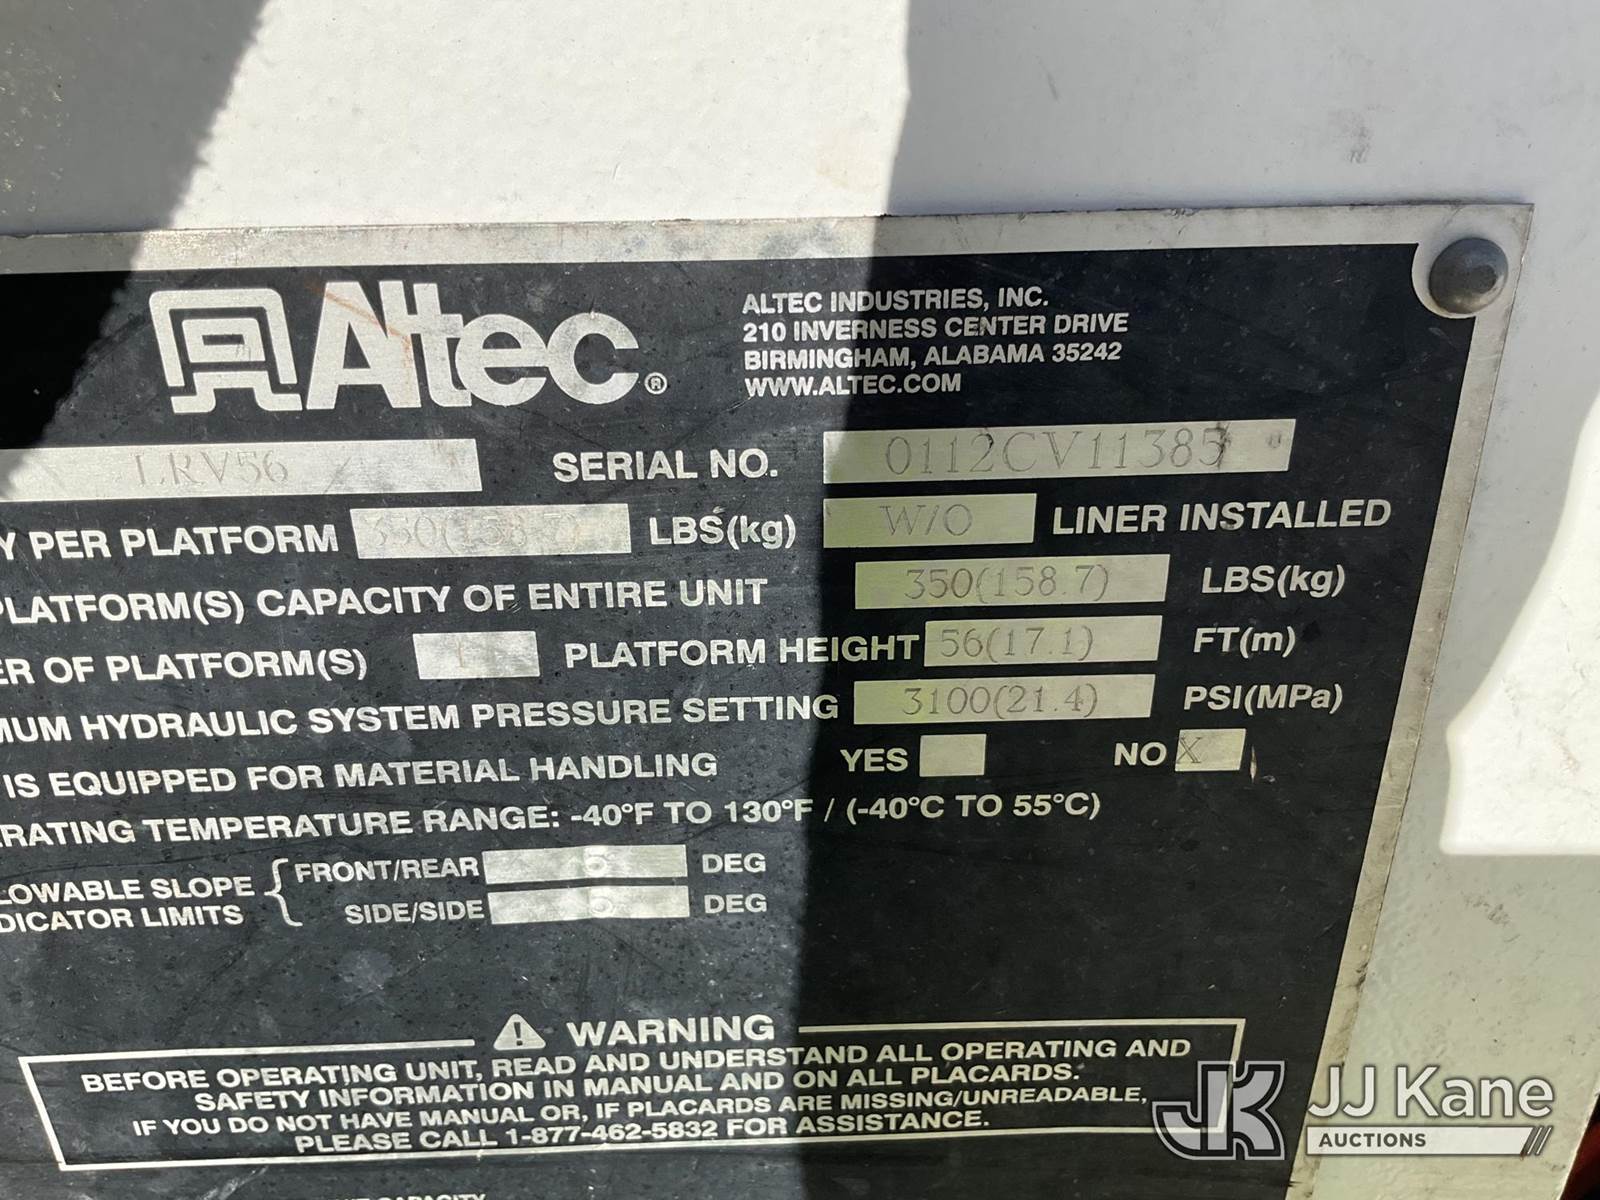 Altec®
ALTEC INDUSTRIES, INC.
210 INVERNESS CENTER DRIVE
BIRMINGHAM, ALABAMA 35242
WWW.ALTEC.COM
LRV56 SERIAL NO. 0112CV11385
Y PER PLATFORM 350(158.7) LBS(kg) W/O LINER INSTALLED
PLATFORM(S) CAPACITY OF ENTIRE UNIT 350(158.7) LBS(kg)
ER OF PLATFORM(S) 1 PLATFORM HEIGHT 56(17.1) FT(m)
MUM HYDRAULIC SYSTEM PRESSURE SETTING 3100(21.4) PSI(MPa)
IS EQUIPPED FOR MATERIAL HANDLING YES NO X
RATING TEMPERATURE RANGE: -40°F TO 130°F / (-40°C TO 55°C)
LOWABLE SLOPE FRONT/REAR DEG
DICATOR LIMITS SIDE/SIDE DEG
WARNING
BEFORE OPERATING UNIT, READ AND UNDERSTAND ALL OPERATING AND
SAFETY INFORMATION IN MANUAL AND ON ALL PLACARDS.
IF YOU DO NOT HAVE MANUAL OR, IF PLACARDS ARE MISSING/UNREADABLE,
PLEASE CALL 1-877-462-5832 FOR ASSISTANCE.
JK JJ Kane
AUCTIONS